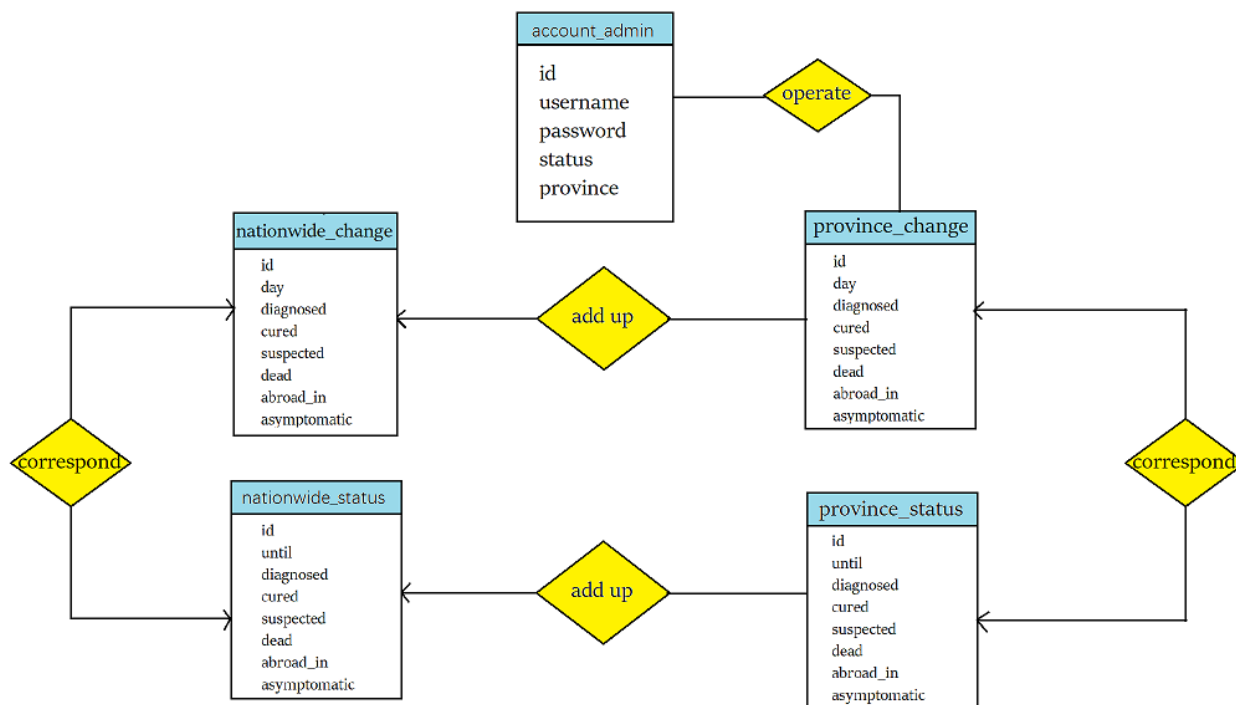 account_admin
id
username
password
status
province
operate
nationwide_change
id
day
diagnosed
cured
suspected
dead
abroad_in
asymptomatic
add up
province_change
id
day
diagnosed
cured
suspected
dead
abroad_in
asymptomatic
correspond
correspond
nationwide_status
id
until
diagnosed
cured
suspected
dead
abroad_in
asymptomatic
add up
province_status
id
until
diagnosed
cured
suspected
dead
abroad_in
asymptomatic